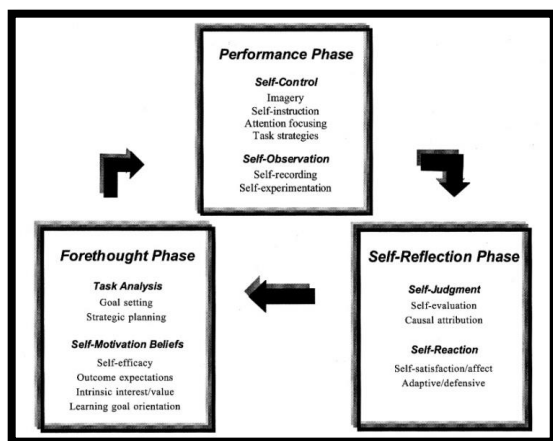 Performance Phase
Self-Control
Imagery
Self-instruction
Attention focusing
Task strategies
Self-Observation
Self-recording
Self-experimentation
Forethought Phase
Task Analysis
Goal setting
Strategic planning
Self-Motivation Beliefs
Self-efficacy
Outcome expectations
Intrinsic interest/value
Learning goal orientation
Self-Reflection Phase
Self-Judgment
Self-evaluation
Causal attribution
Self-Reaction
Self-satisfaction/affect
Adaptive/defensive